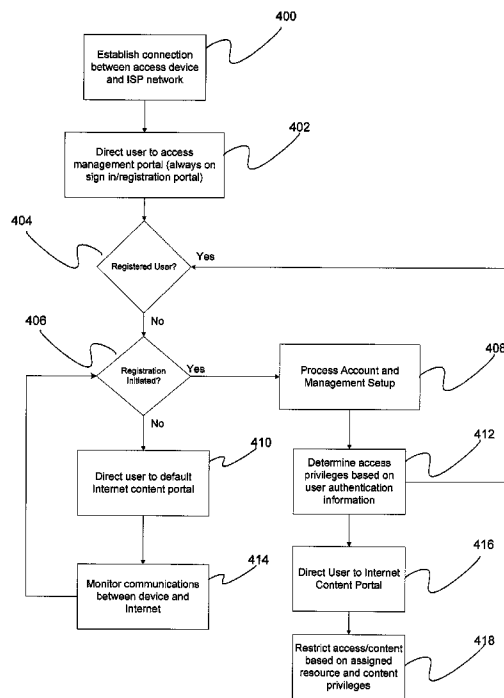 400
Establish connection
between access device
and ISP network
402
Direct user to access
management portal (always on
sign in/registration portal)
404
Registered User?
Yes
No
406
Registration
Initiated?
Yes
No
Process Account and
Management Setup
408
Direct user to default
Internet content portal
410
Determine access
privileges based on
user authentication
information
412
Monitor communications
between device and
Internet
414
Direct User to Internet
Content Portal
416
Restrict access/content
based on assigned
resource and content
privileges
418